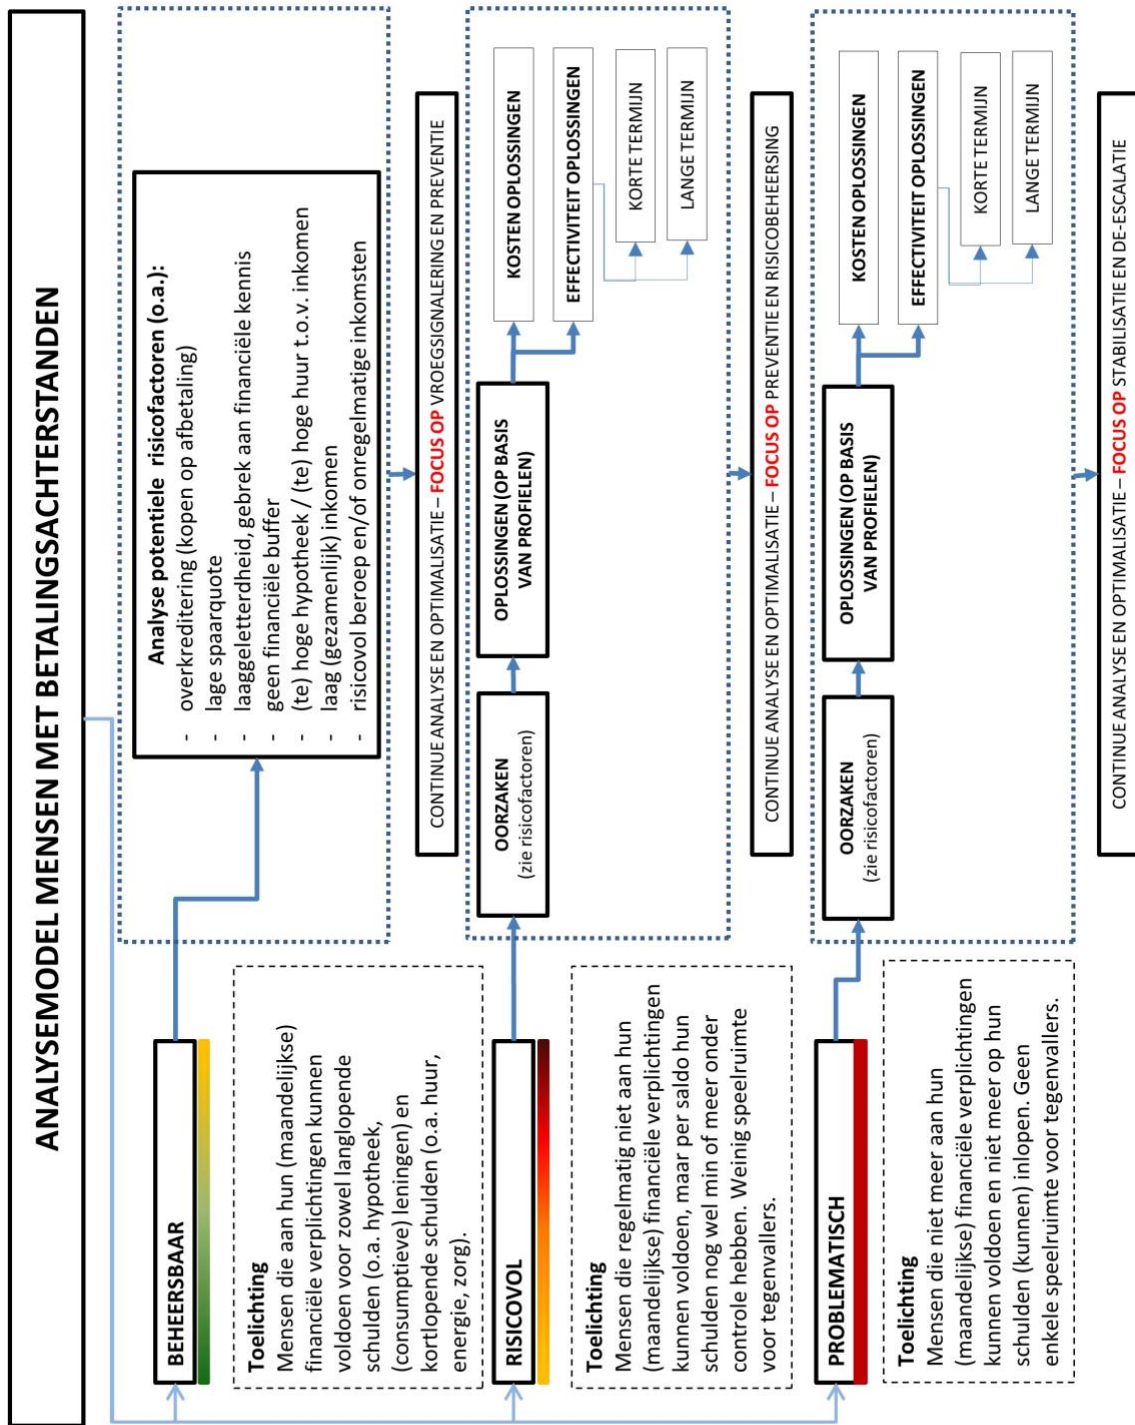 ANALYSEMODEL MENSEN MET BETALINGSACHTERSTANDEN
BEHEERSBAAR
Toelichting
Mensen die aan hun (maandelijkse)
financiële verplichtingen kunnen
voldoen voor zowel langlopende
schulden (o.a. hypotheek,
(consumptieve) leningen) en
kortlopende schulden (o.a. huur,
energie, zorg).
Analyse potentiele risicofactoren (o.a.):
- overkreditering (kopen op afbetaling)
- lage spaarquote
- laaggeletterdheid, gebrek aan financiële kennis
- geen financiële buffer
- (te) hoge hypotheek / (te) hoge huur t.o.v. inkomen
- laag (gezamenlijk) inkomen
- risicovol beroep en/of onregelmatige inkomsten
CONTINUE ANALYSE EN OPTIMALISATIE – FOCUS OP VROEGSIGNALERING EN PREVENTIE
RISICOVOL
Toelichting
Mensen die regelmatig niet aan hun
(maandelijkse) financiële verplichtingen
kunnen voldoen, maar per saldo hun
schulden nog wel min of meer onder
controle hebben. Weinig speelruimte
voor tegenvallers.
OORZAKEN
(zie risicofactoren)
OPLOSSINGEN (OP BASIS
VAN PROFIELEN)
KOSTEN OPLOSSINGEN
EFFECTIVITEIT OPLOSSINGEN
KORTE TERMIJN
LANGE TERMIJN
CONTINUE ANALYSE EN OPTIMALISATIE – FOCUS OP PREVENTIE EN RISICOBEHEERSING
PROBLEMATISCH
Toelichting
Mensen die niet meer aan hun
(maandelijkse) financiële verplichtingen
kunnen voldoen en niet meer op hun
schulden (kunnen) inlopen. Geen
enkele speelruimte voor tegenvallers.
OORZAKEN
(zie risicofactoren)
OPLOSSINGEN (OP BASIS
VAN PROFIELEN)
KOSTEN OPLOSSINGEN
EFFECTIVITEIT OPLOSSINGEN
KORTE TERMIJN
LANGE TERMIJN
CONTINUE ANALYSE EN OPTIMALISATIE – FOCUS OP STABILISATIE EN DE-ESCALATIE